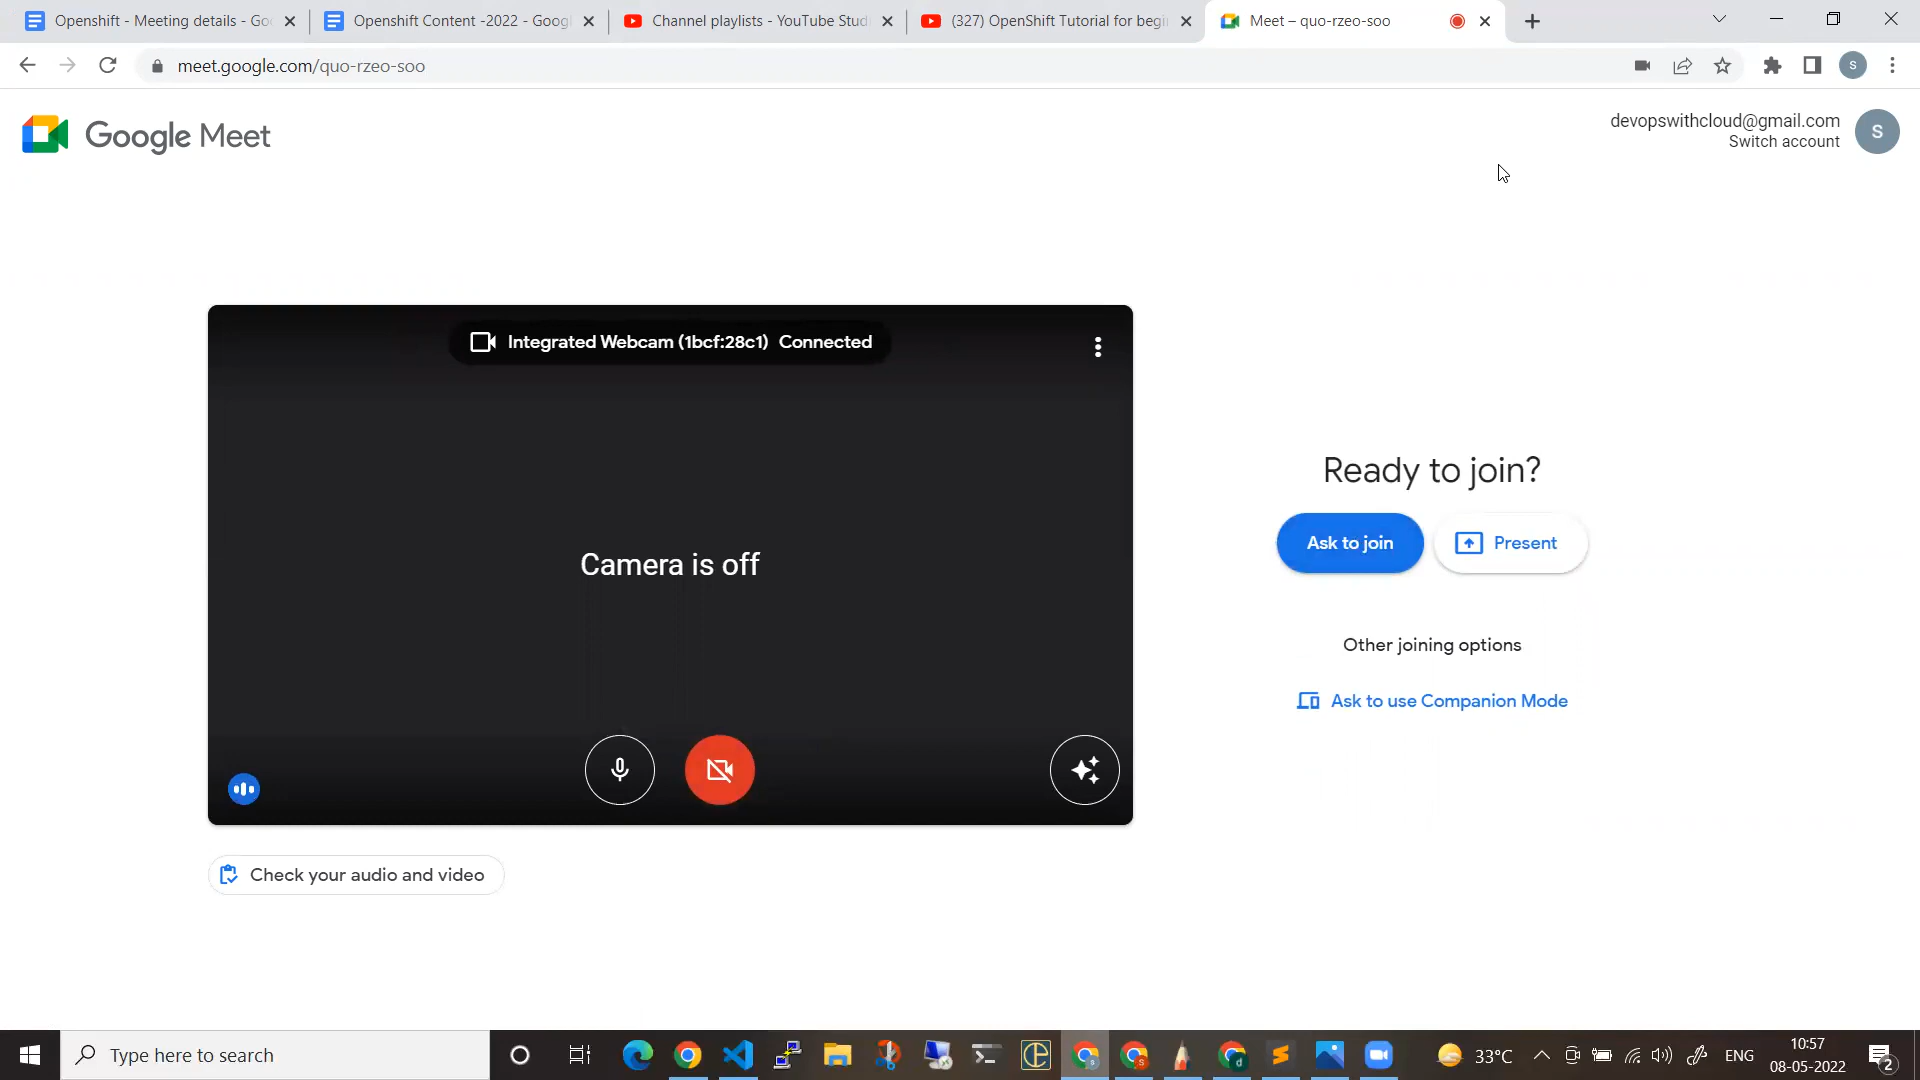 Openshift - Meeting details - Goo
Openshift Content -2022 - Googl
Channel playlists - YouTube Stud
(327) OpenShift Tutorial for begi
Meet – quo-rzeo-soo
meet.google.com/quo-rzeo-soo
S
Google Meet
devopswithcloud@gmail.com
Switch account
S
Integrated Webcam (1bcf:28c1) Connected
Camera is off
Ready to join?
Ask to join
Present
Other joining options
Ask to use Companion Mode
Check your audio and video
Type here to search
33°C
ENG
10:57
08-05-2022
2